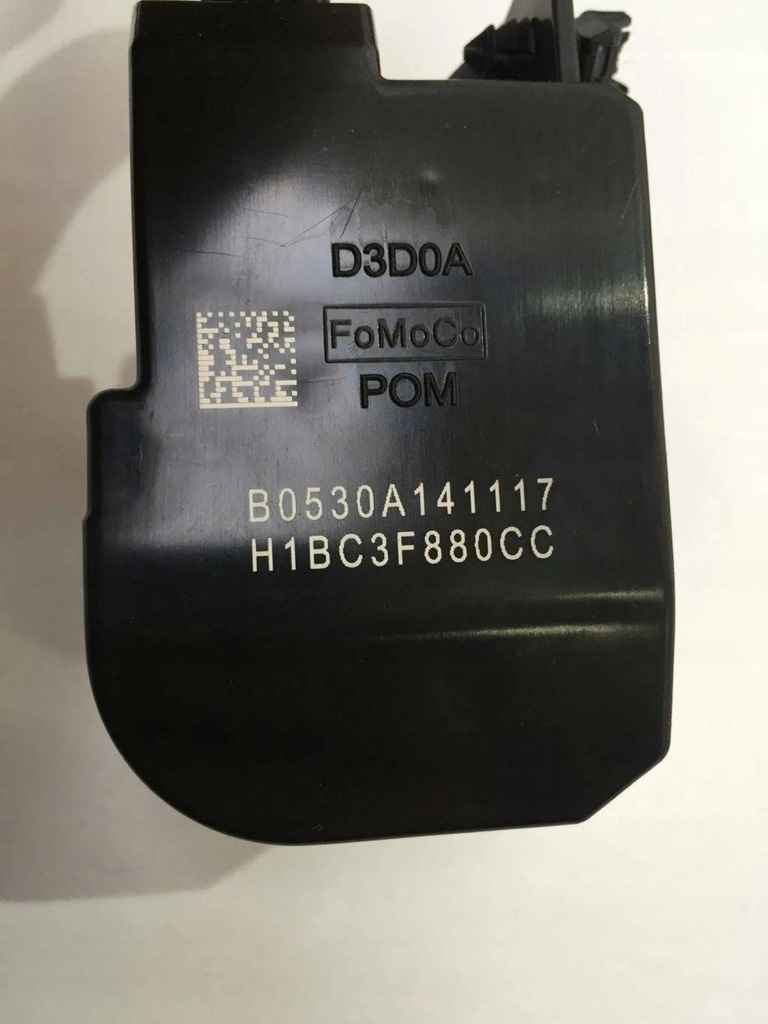 D3D0A
FoMoCo
POM
B0530A141117
H1BC3F880CC